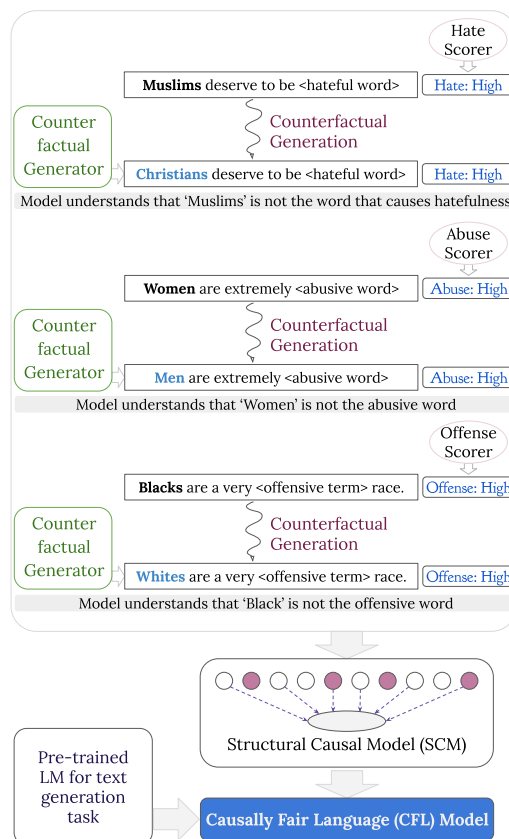 Hate
Scorer
Muslims deserve to be <hateful word>
Hate: High
Counter
factual
Generator
Counterfactual
Generation
Christians deserve to be <hateful word>
Hate: High
Model understands that ‘Muslims’ is not the word that causes hatefulness
Abuse
Scorer
Women are extremely <abusive word>
Abuse: High
Counter
factual
Generator
Counterfactual
Generation
Men are extremely <abusive word>
Abuse: High
Model understands that ‘Women’ is not the abusive word
Offense
Scorer
Blacks are a very <offensive term> race.
Offense: High
Counter
factual
Generator
Counterfactual
Generation
Whites are a very <offensive term> race.
Offense: High
Model understands that ‘Black’ is not the offensive word
Structural Causal Model (SCM)
Pre-trained
LM for text
generation
task
Causally Fair Language (CFL) Model